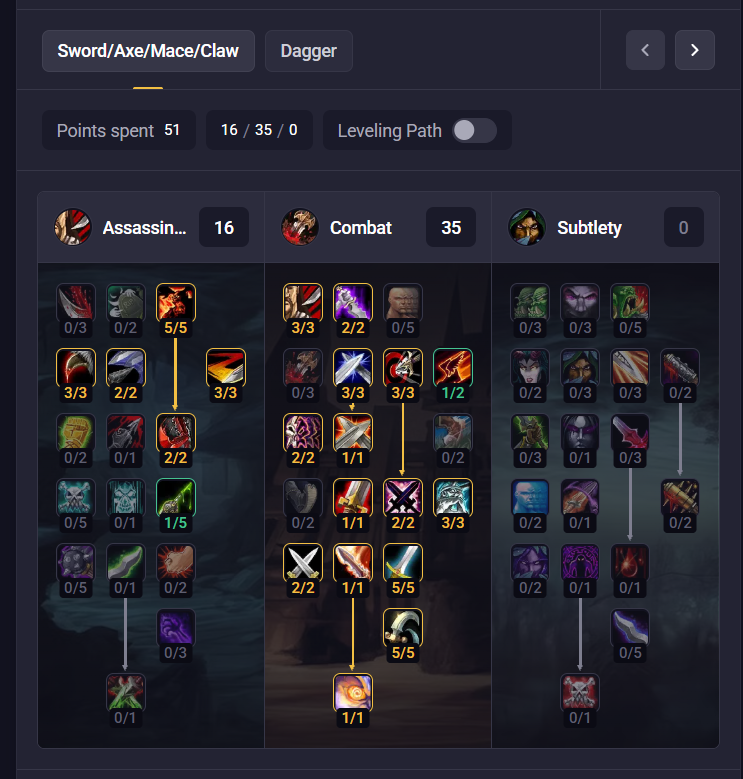 Sword/Axe/Mace/Claw Dagger
Points spent 51 16 / 35 / 0 Leveling Path
Assassin... 16 Combat 35 Subtlety 0
0/3 0/2 5/5 3/3 2/2 0/5 0/3 0/3 0/5
3/3 2/2 3/3 0/3 3/3 3/3 1/2 0/2 0/3 0/3 0/2
0/2 0/1 2/2 2/2 1/1 0/2 0/3 0/1 0/3
0/5 0/1 1/5 0/2 1/1 2/2 3/3 0/2 0/1 0/2
0/5 0/1 0/2 2/2 1/1 5/5 0/2 0/1 0/1
0/3 5/5 0/5
0/1 1/1 0/1